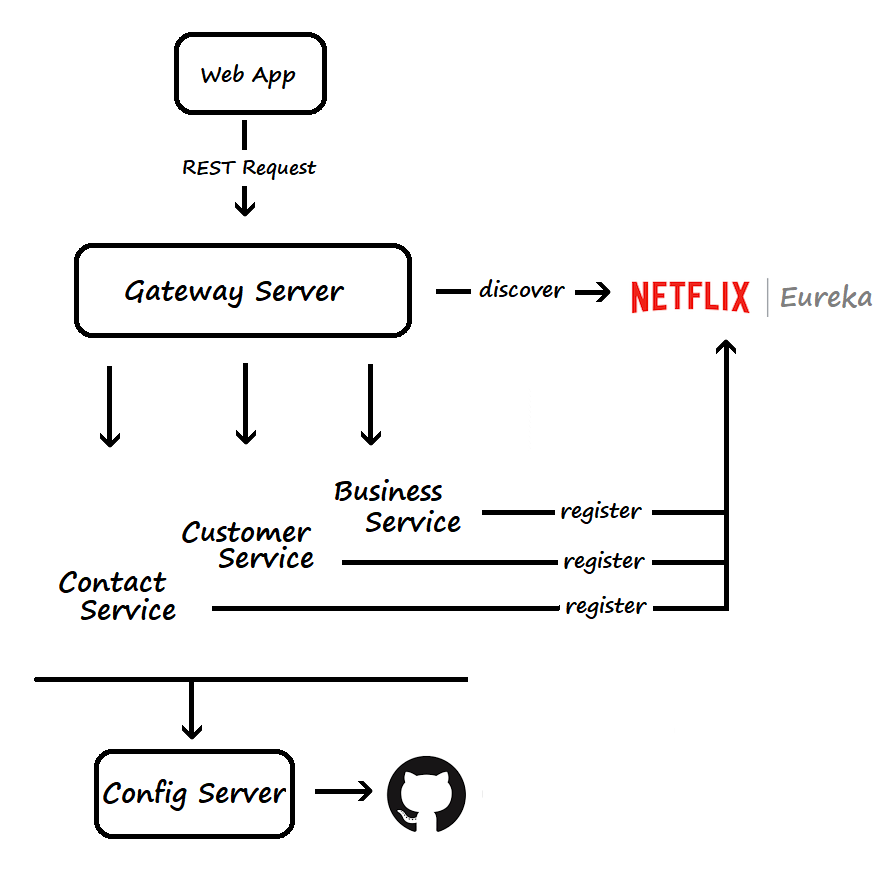 Web App
REST Request
Gateway Server
discover
NETFLIX | Eureka
Business
Service
register
Customer
Service
register
Contact
Service
register
Config Server